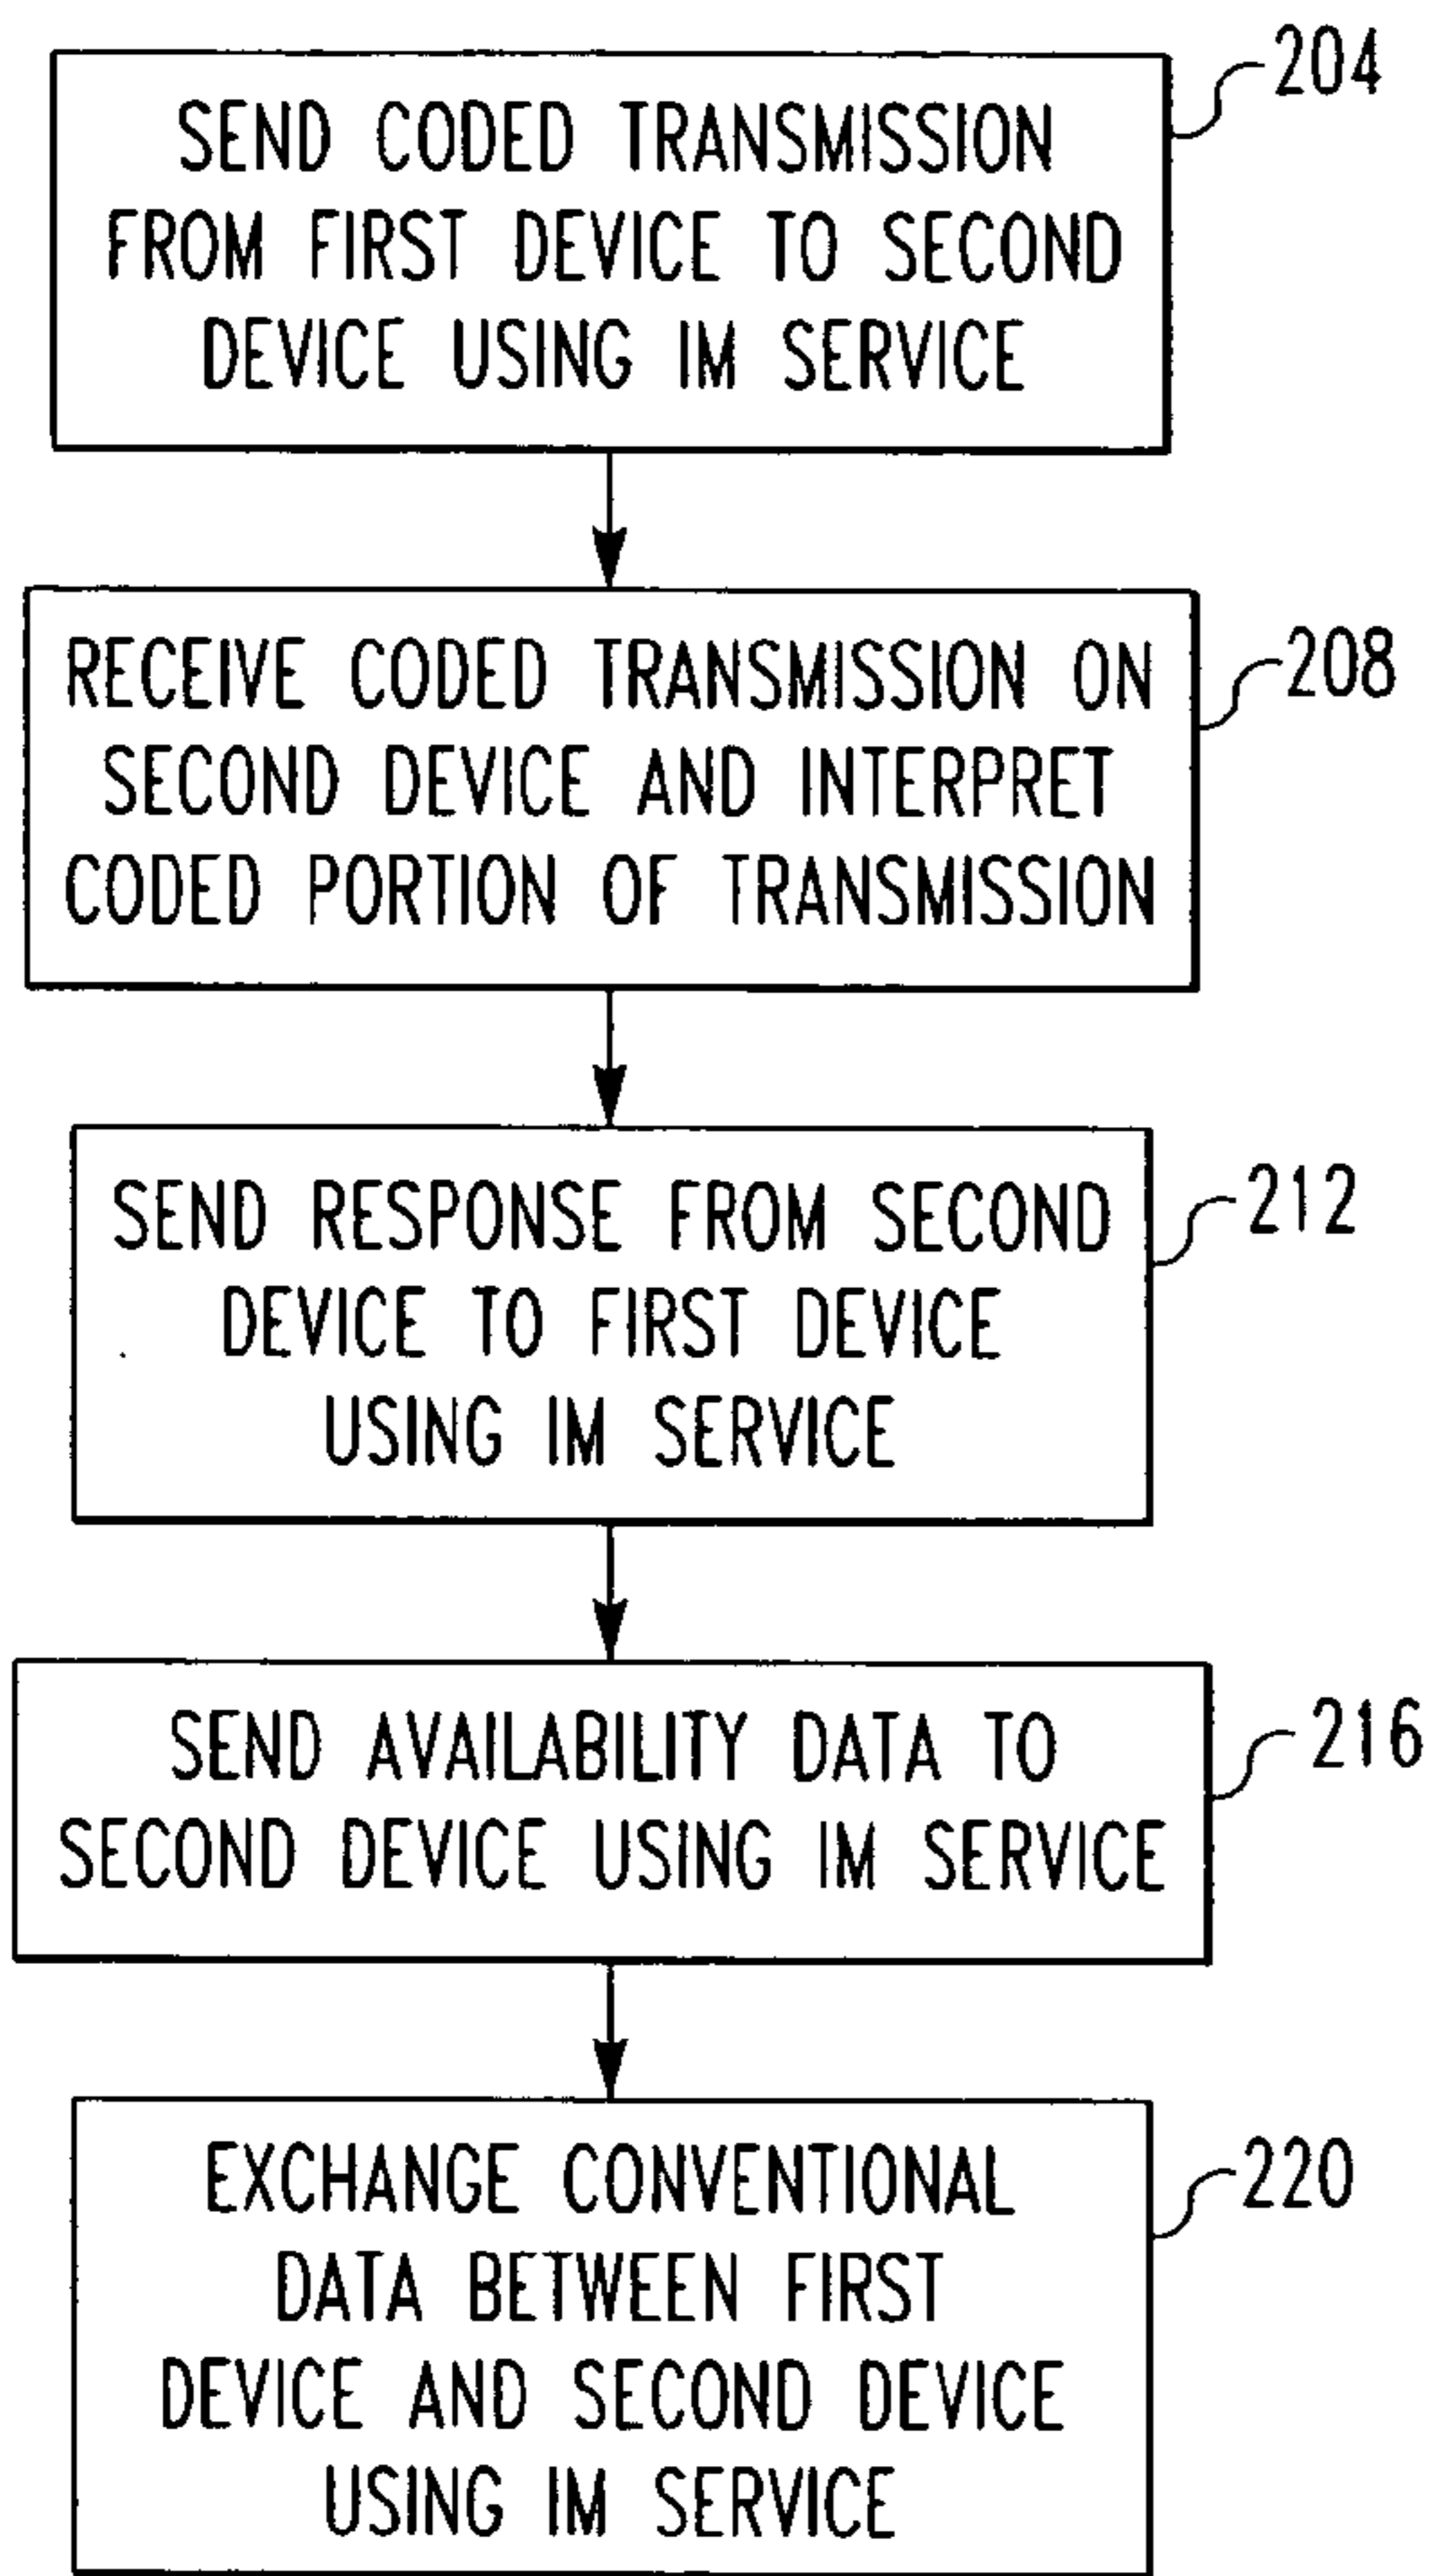 204
SEND CODED TRANSMISSION
FROM FIRST DEVICE TO SECOND
DEVICE USING IM SERVICE
208
RECEIVE CODED TRANSMISSION ON
SECOND DEVICE AND INTERPRET
CODED PORTION OF TRANSMISSION
212
SEND RESPONSE FROM SECOND
DEVICE TO FIRST DEVICE
USING IM SERVICE
216
SEND AVAILABILITY DATA TO
SECOND DEVICE USING IM SERVICE
220
EXCHANGE CONVENTIONAL
DATA BETWEEN FIRST
DEVICE AND SECOND DEVICE
USING IM SERVICE